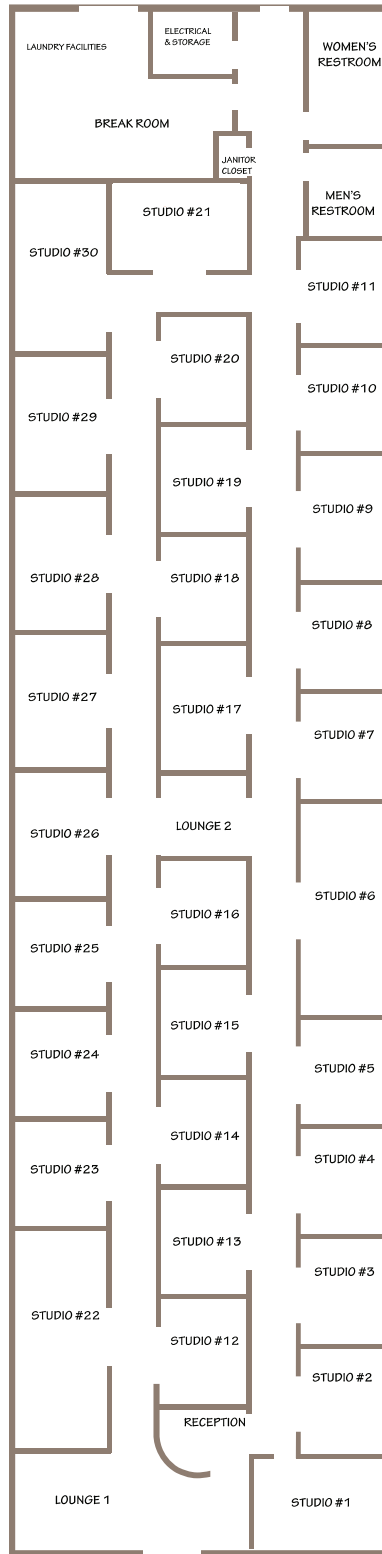 LAUNDRY FACILITIES
ELECTRICAL
& STORAGE
WOMEN'S
RESTROOM
BREAK ROOM
JANITOR
CLOSET
MEN'S
RESTROOM
STUDIO #21
STUDIO #30
STUDIO #11
STUDIO #20
STUDIO #10
STUDIO #29
STUDIO #19
STUDIO #9
STUDIO #28
STUDIO #18
STUDIO #8
STUDIO #27
STUDIO #17
STUDIO #7
STUDIO #26
LOUNGE 2
STUDIO #6
STUDIO #16
STUDIO #25
STUDIO #15
STUDIO #24
STUDIO #5
STUDIO #14
STUDIO #23
STUDIO #4
STUDIO #13
STUDIO #3
STUDIO #22
STUDIO #12
STUDIO #2
RECEPTION
LOUNGE 1
STUDIO #1